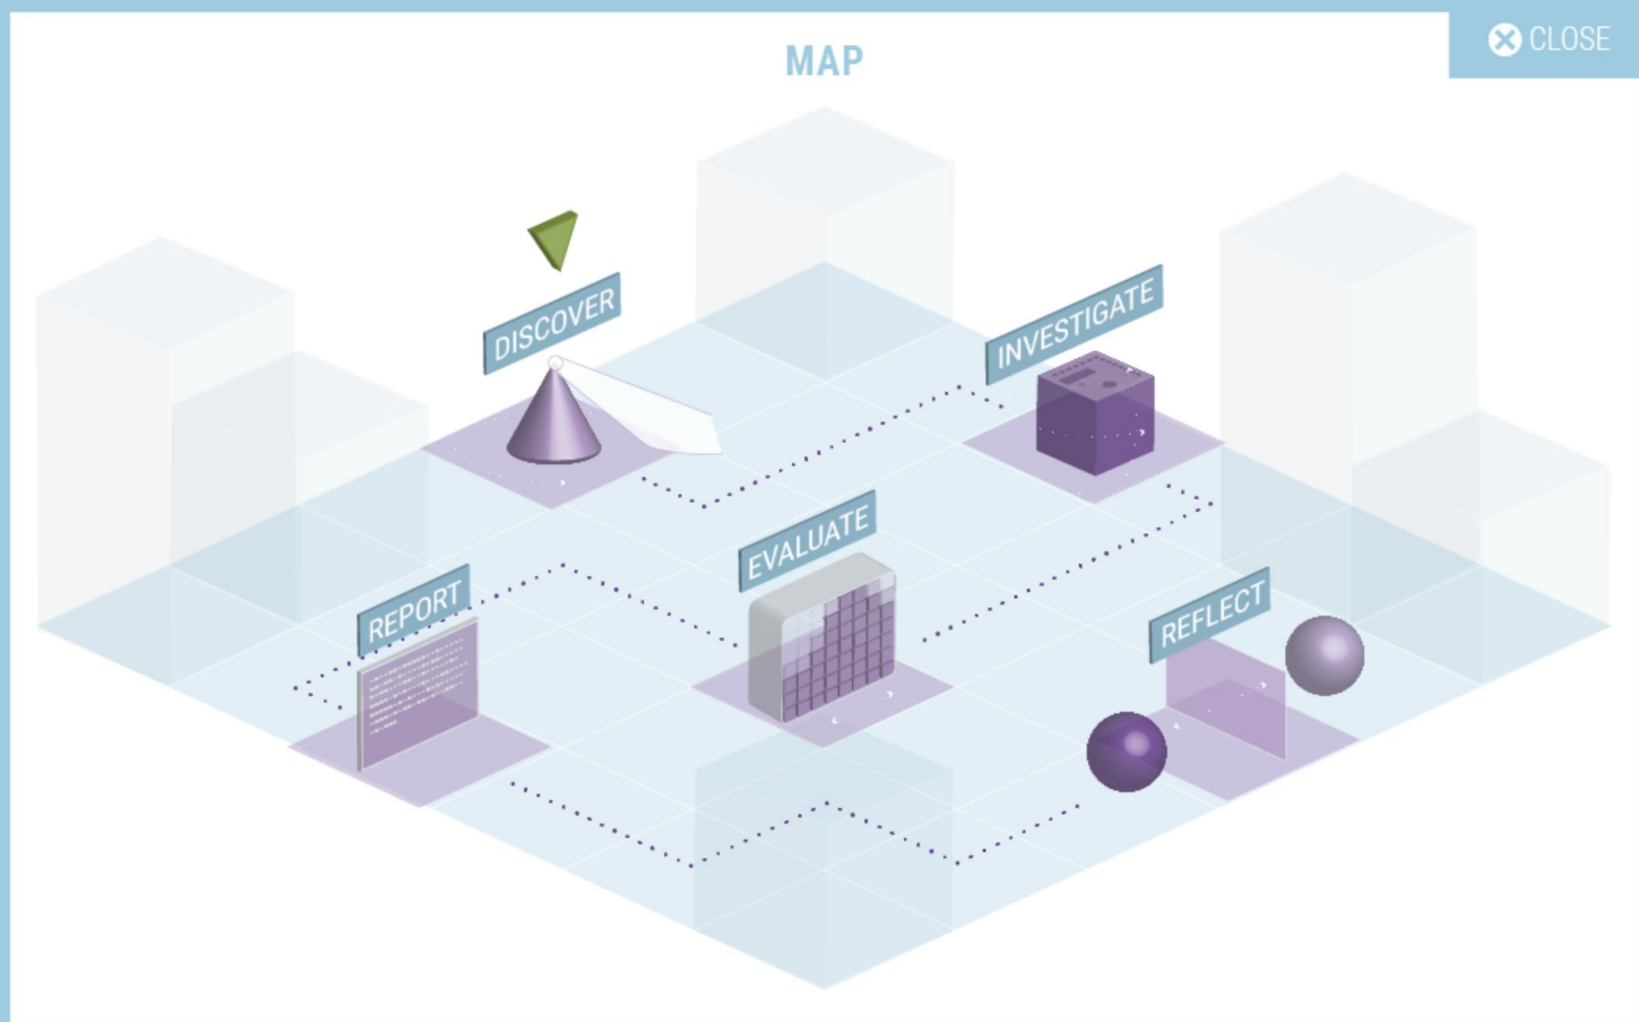 MAP
CLOSE
DISCOVER
INVESTIGATE
EVALUATE
REPORT
REFLECT